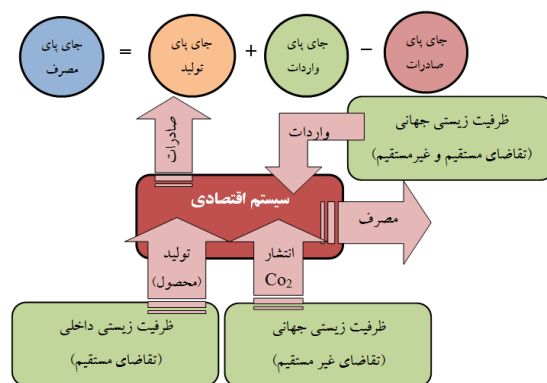 جای پای
مصرف
=
جای پای
تولید
+
جای پای
واردات
−
جای پای
صادرات
صادرات
واردات
ظرفیت زیستی جهانی
(تقاضای مستقیم و غیرمستقیم)
سیستم اقتصادی
مصرف
تولید
(محصول)
انتشار
Co2
ظرفیت زیستی داخلی
(تقاضای مستقیم)
ظرفیت زیستی جهانی
(تقاضای غیر مستقیم)